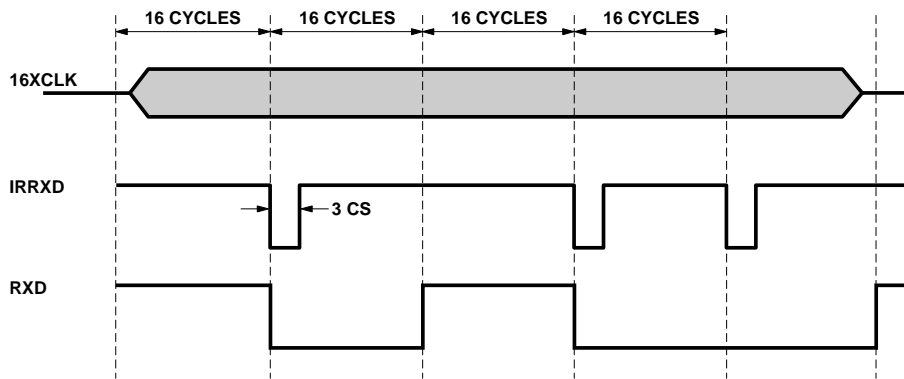 16 CYCLES 16 CYCLES 16 CYCLES 16 CYCLES
16XCLK
IRRXD
3 CS
RXD